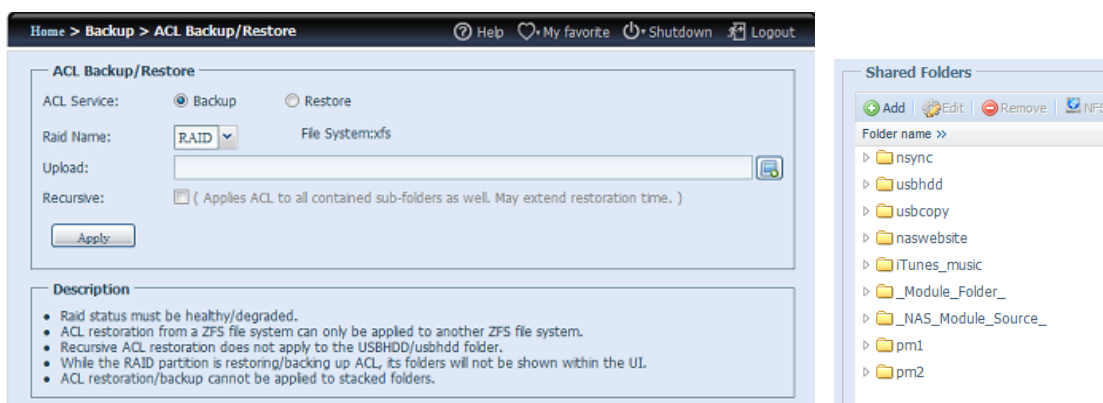 Home > Backup > ACL Backup/Restore Help My favorite Shutdown Logout
ACL Backup/Restore
ACL Service: Backup Restore
Raid Name: RAID File System:xfs
Upload:
Recursive: ( Applies ACL to all contained sub-folders as well. May extend restoration time. )
Apply
Description
• Raid status must be healthy/degraded.
• ACL restoration from a ZFS file system can only be applied to another ZFS file system.
• Recursive ACL restoration does not apply to the USBHDD/usbhdd folder.
• While the RAID partition is restoring/backing up ACL, its folders will not be shown within the UI.
• ACL restoration/backup cannot be applied to stacked folders.
Shared Folders
Add Edit Remove NFS
Folder name »
nsync
usbhdd
usbcopy
naswebsite
iTunes_music
_Module_Folder_
_NAS_Module_Source_
pm1
pm2